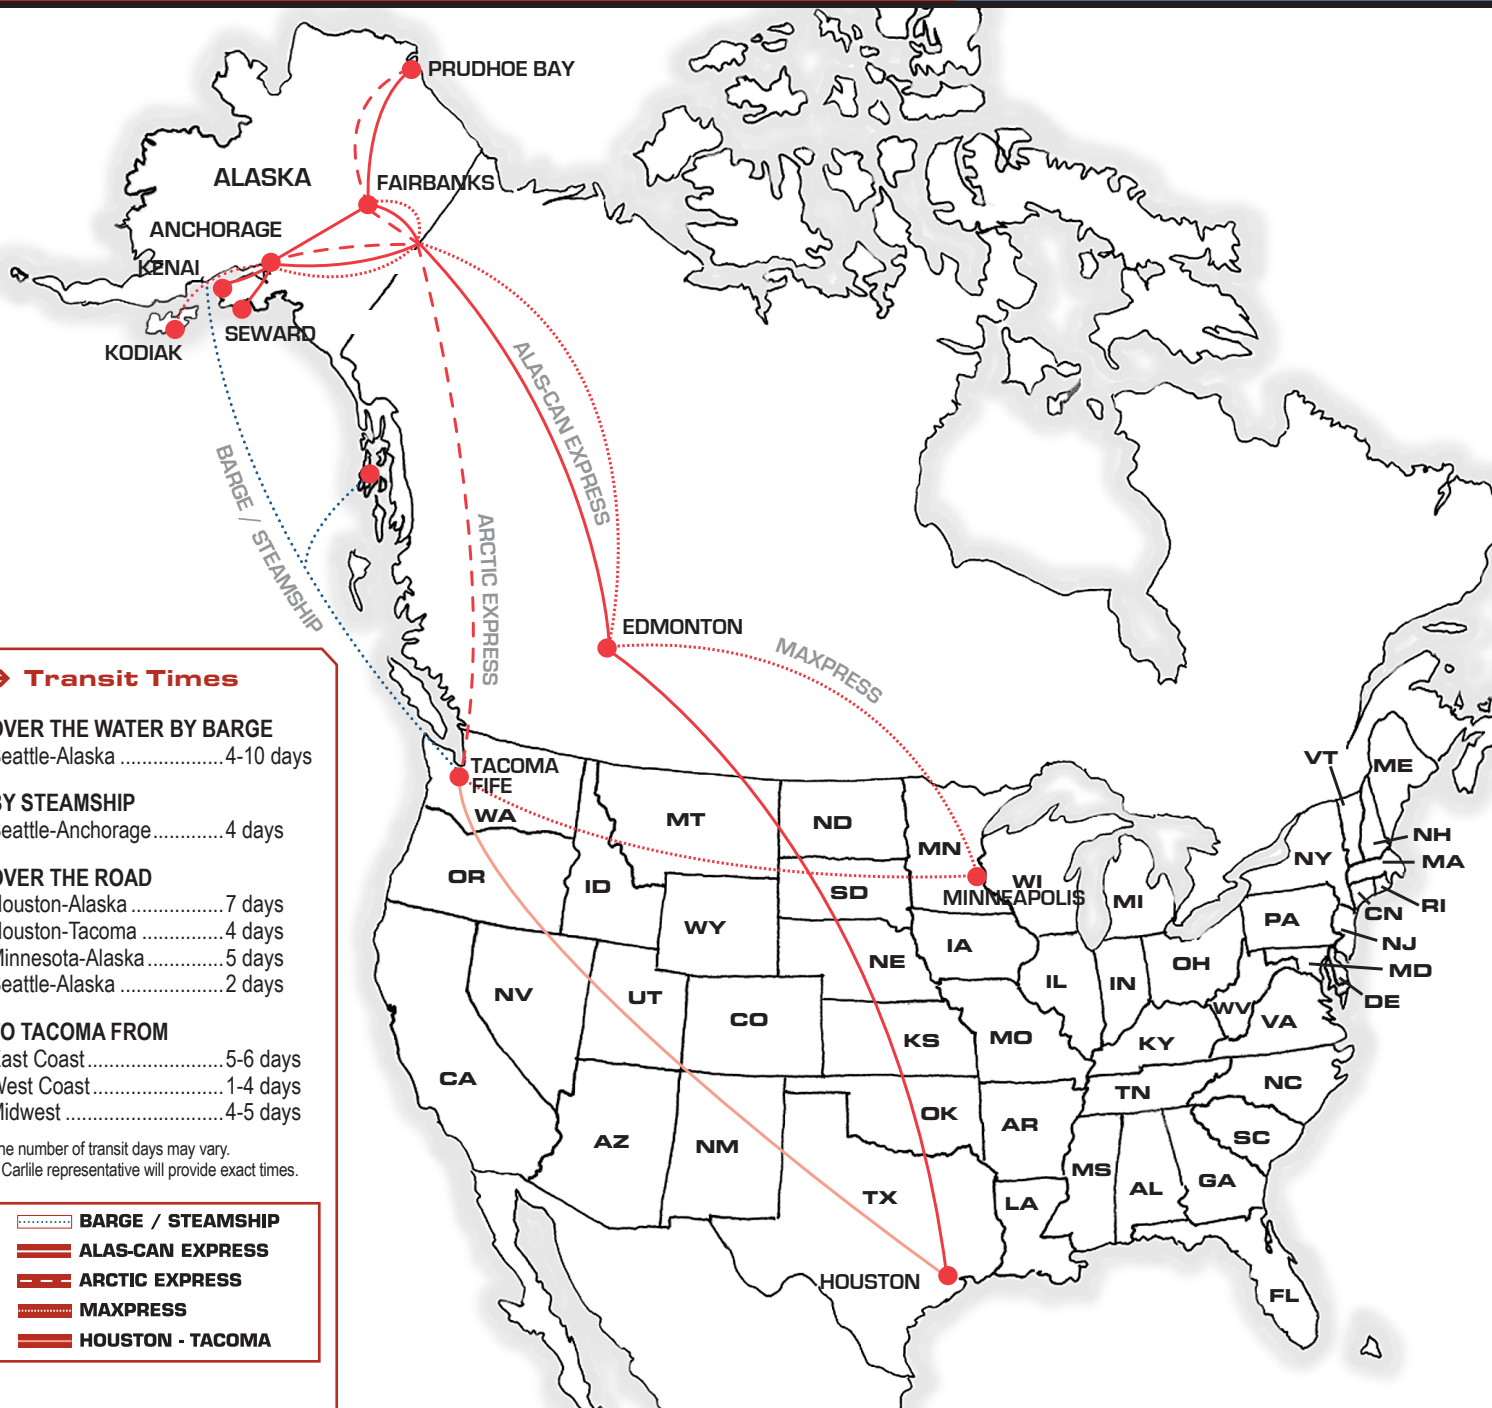 PRUDHOE BAY
ALASKA
FAIRBANKS
ANCHORAGE
KENAI
SEWARD
KODIAK
ALAS-CAN EXPRESS
BARGE / STEAMSHIP
ARCTIC EXPRESS
EDMONTON
MAXPRESS
TACOMA
FIFE
WA
MT
ND
MN
OR
ID
SD
WI
MINNEAPOLIS
MI
WY
IA
NE
NV
UT
CO
IL
IN
OH
KS
MO
KY
WV
VA
CA
AZ
NM
OK
AR
TN
NC
SC
TX
LA
MS
AL
GA
HOUSTON
FL
VT
ME
NH
NY
MA
RI
CN
PA
NJ
MD
DE
Transit Times
OVER THE WATER BY BARGE
eattle-Alaska ..................4-10 days
BY STEAMSHIP
eattle-Anchorage.............4 days
OVER THE ROAD
ouston-Alaska .................7 days
ouston-Tacoma ...............4 days
innesota-Alaska..............5 days
eattle-Alaska ...................2 days
O TACOMA FROM
ast Coast.........................5-6 days
West Coast........................1-4 days
idwest .............................4-5 days
he number of transit days may vary.
Carlile representative will provide exact times.
BARGE / STEAMSHIP
ALAS-CAN EXPRESS
ARCTIC EXPRESS
MAXPRESS
HOUSTON - TACOMA